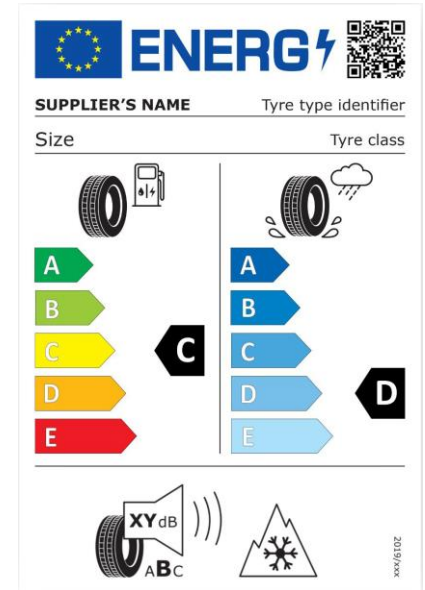 ENERG
SUPPLIER'S NAME Tyre type identifier
Size Tyre class
A
B
C
D
E
C
A
B
C
D
E
D
XYdB
ABC
2019/xxx